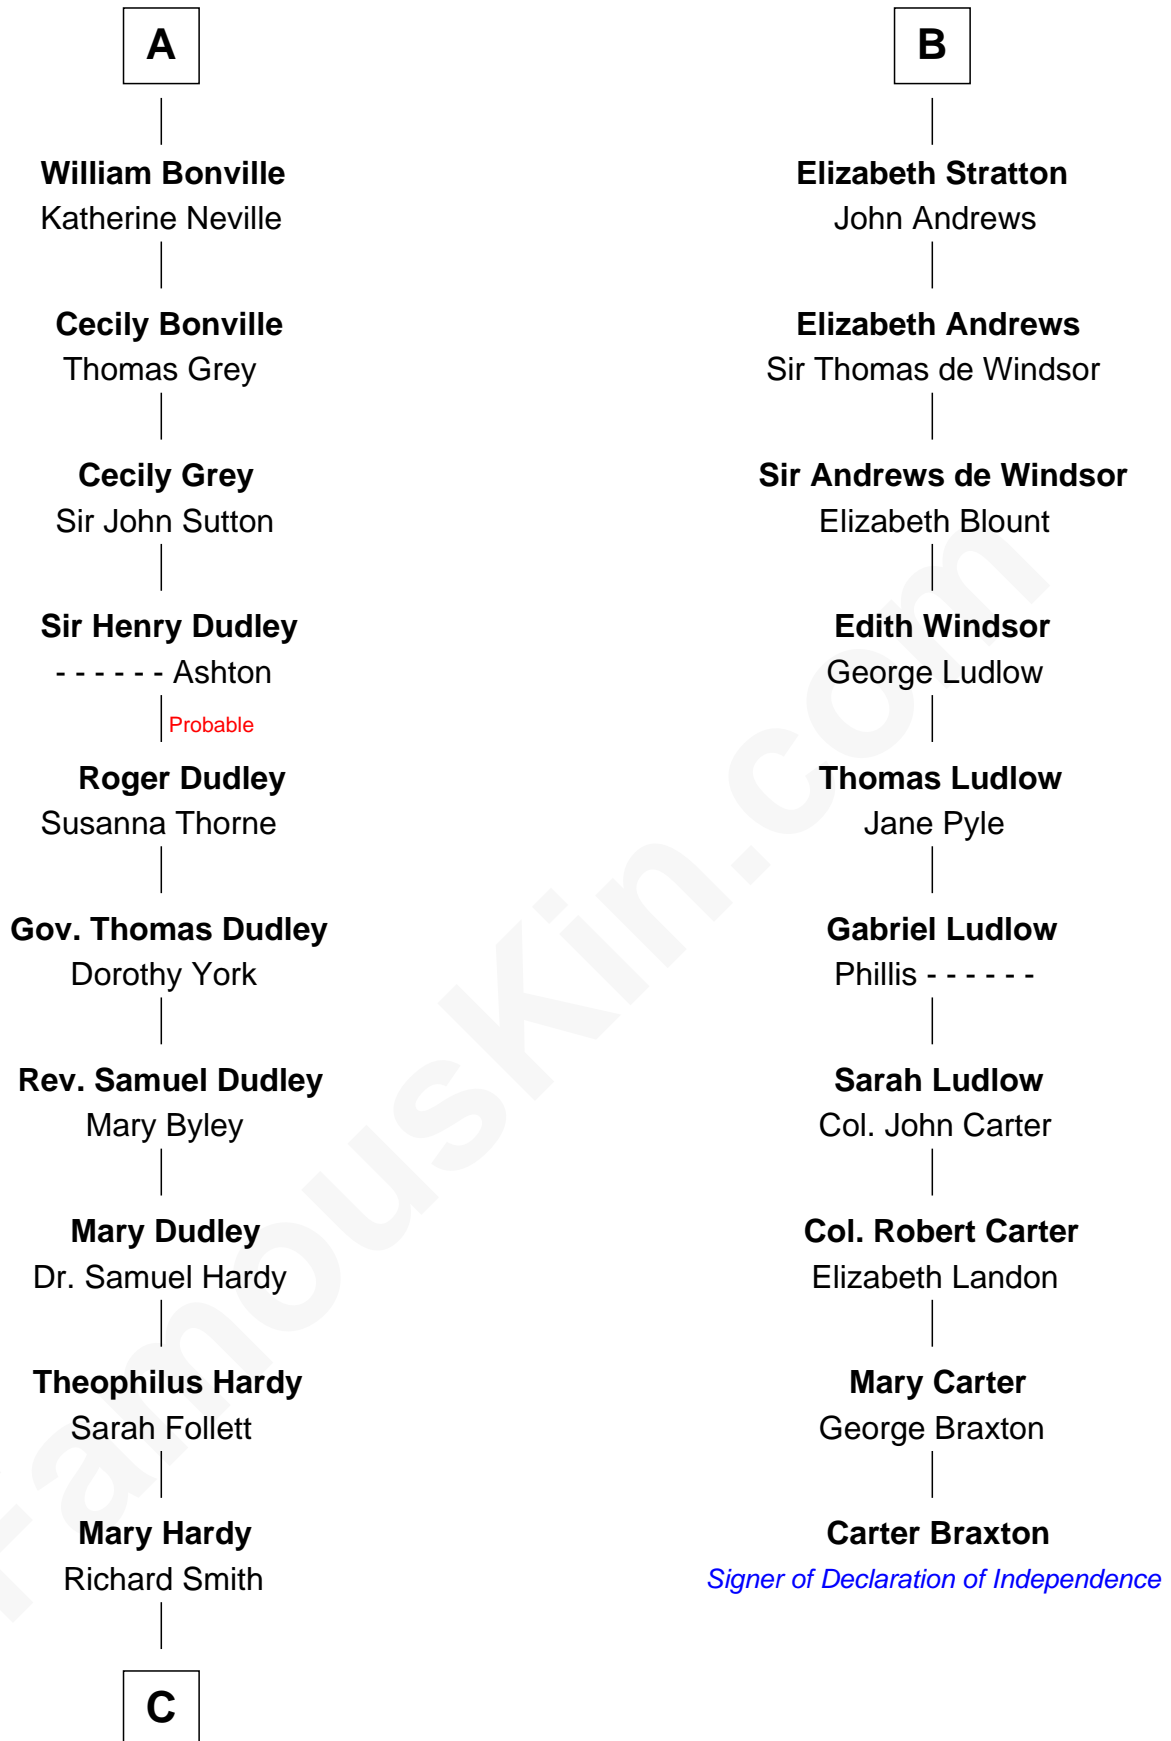 A
William Bonville
Katherine Neville
Cecily Bonville
Thomas Grey
Cecily Grey
Sir John Sutton
Sir Henry Dudley
- - - - - - Ashton
Probable
Roger Dudley
Susanna Thorne
Gov. Thomas Dudley
Dorothy York
Rev. Samuel Dudley
Mary Byley
Mary Dudley
Dr. Samuel Hardy
Theophilus Hardy
Sarah Follett
Mary Hardy
Richard Smith
C
B
Elizabeth Stratton
John Andrews
Elizabeth Andrews
Sir Thomas de Windsor
Sir Andrews de Windsor
Elizabeth Blount
Edith Windsor
George Ludlow
Thomas Ludlow
Jane Pyle
Gabriel Ludlow
Phillis - - - - - -
Sarah Ludlow
Col. John Carter
Col. Robert Carter
Elizabeth Landon
Mary Carter
George Braxton
Carter Braxton
Signer of Declaration of Independence
FamousKin.com